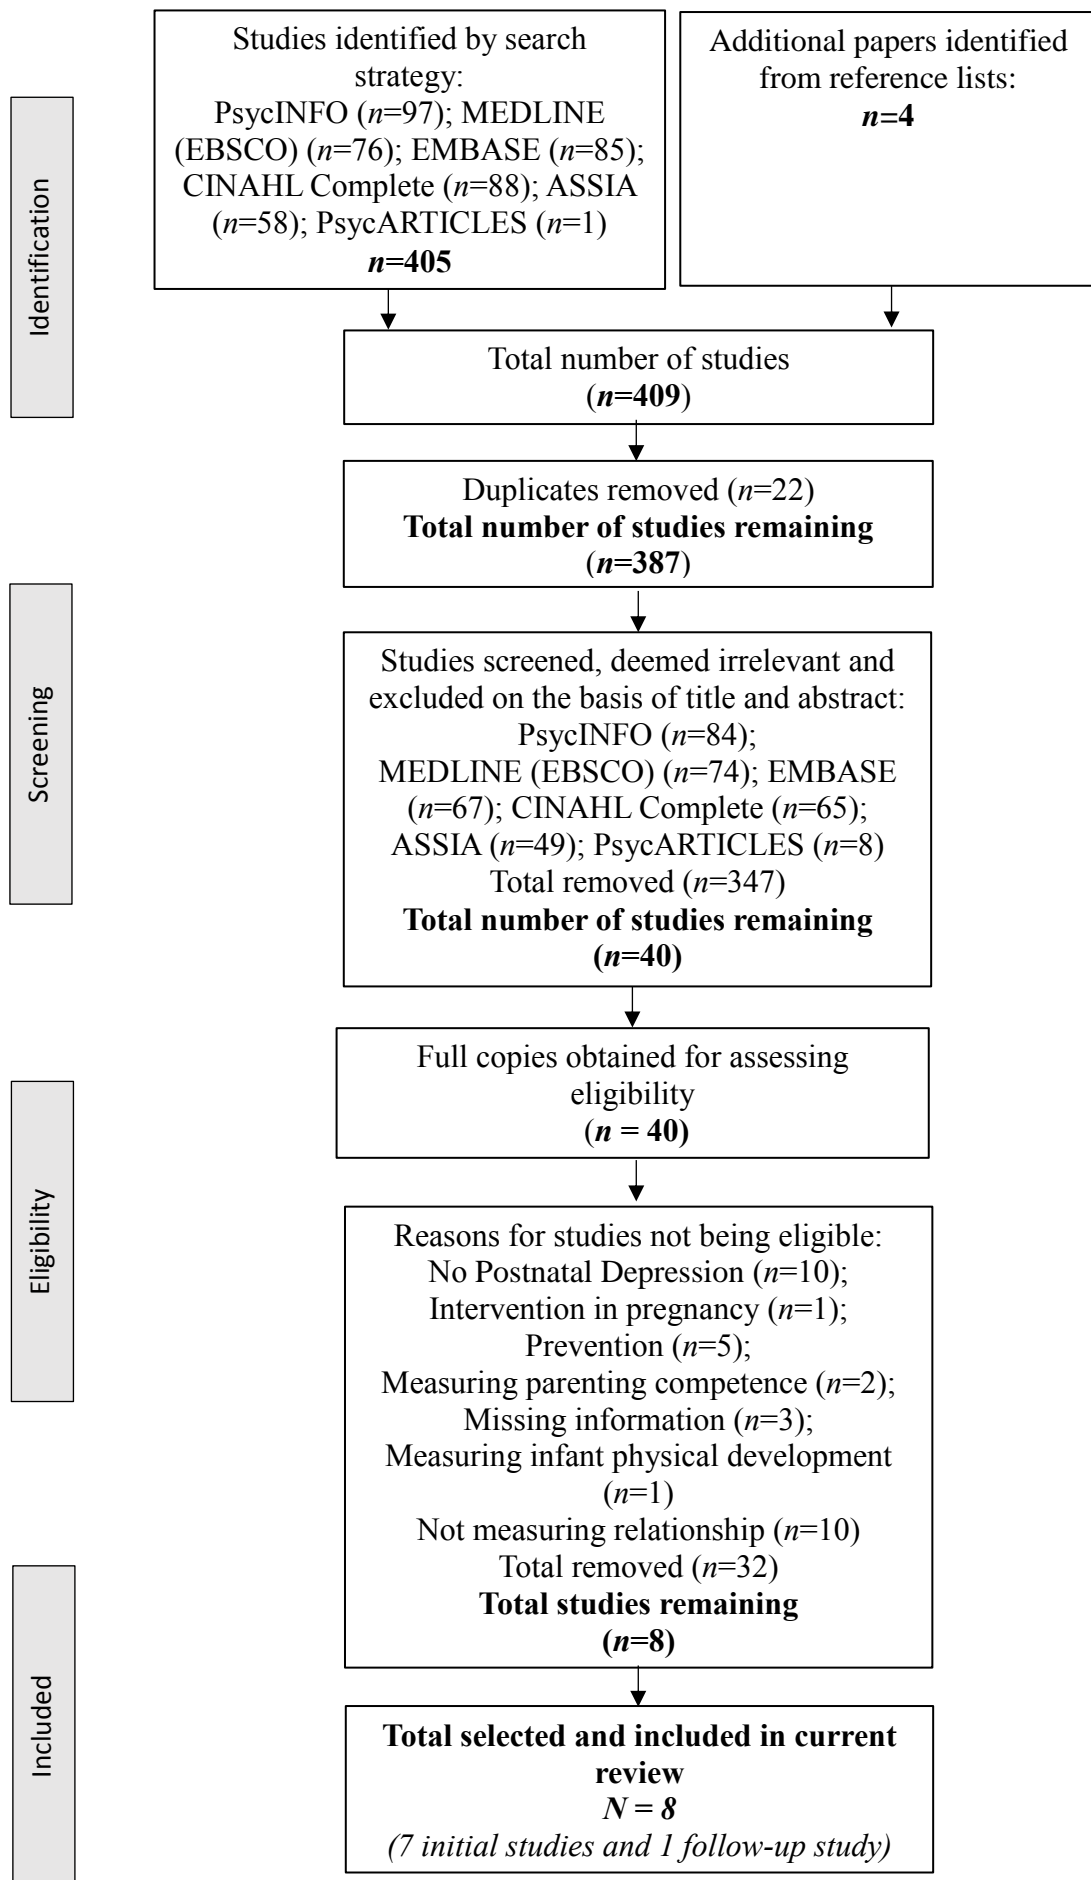 Studies identified by search
strategy:
PsycINFO (n=97); MEDLINE
(EBSCO) (n=76); EMBASE (n=85);
CINAHL Complete (n=88); ASSIA
(n=58); PsycARTICLES (n=1)
n=405
Additional papers identified
from reference lists:
n=4
Identification
Total number of studies
(n=409)
Duplicates removed (n=22)
Total number of studies remaining
(n=387)
Screening
Studies screened, deemed irrelevant and
excluded on the basis of title and abstract:
PsycINFO (n=84);
MEDLINE (EBSCO) (n=74); EMBASE
(n=67); CINAHL Complete (n=65);
ASSIA (n=49); PsycARTICLES (n=8)
Total removed (n=347)
Total number of studies remaining
(n=40)
Full copies obtained for assessing
eligibility
(n = 40)
Eligibility
Reasons for studies not being eligible:
No Postnatal Depression (n=10);
Intervention in pregnancy (n=1);
Prevention (n=5);
Measuring parenting competence (n=2);
Missing information (n=3);
Measuring infant physical development
(n=1)
Not measuring relationship (n=10)
Total removed (n=32)
Total studies remaining
(n=8)
Included
Total selected and included in current
review
N = 8
(7 initial studies and 1 follow-up study)